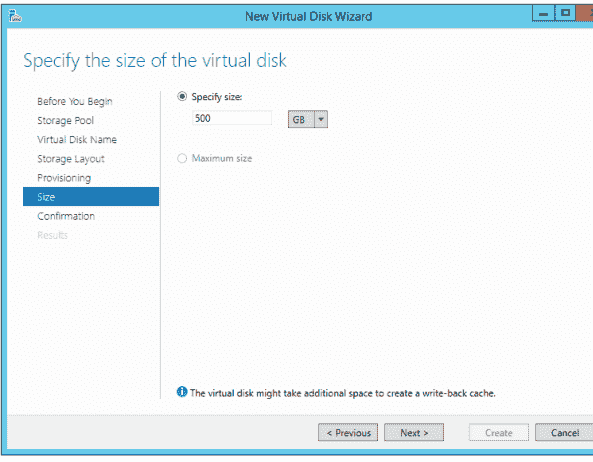 New Virtual Disk Wizard
Specify the size of the virtual disk
Before You Begin
Storage Pool
Virtual Disk Name
Storage Layout
Provisioning
Size
Confirmation
Results
Specify size:
500 GB
Maximum size
The virtual disk might take additional space to create a write-back cache.
< Previous Next > Create Cancel